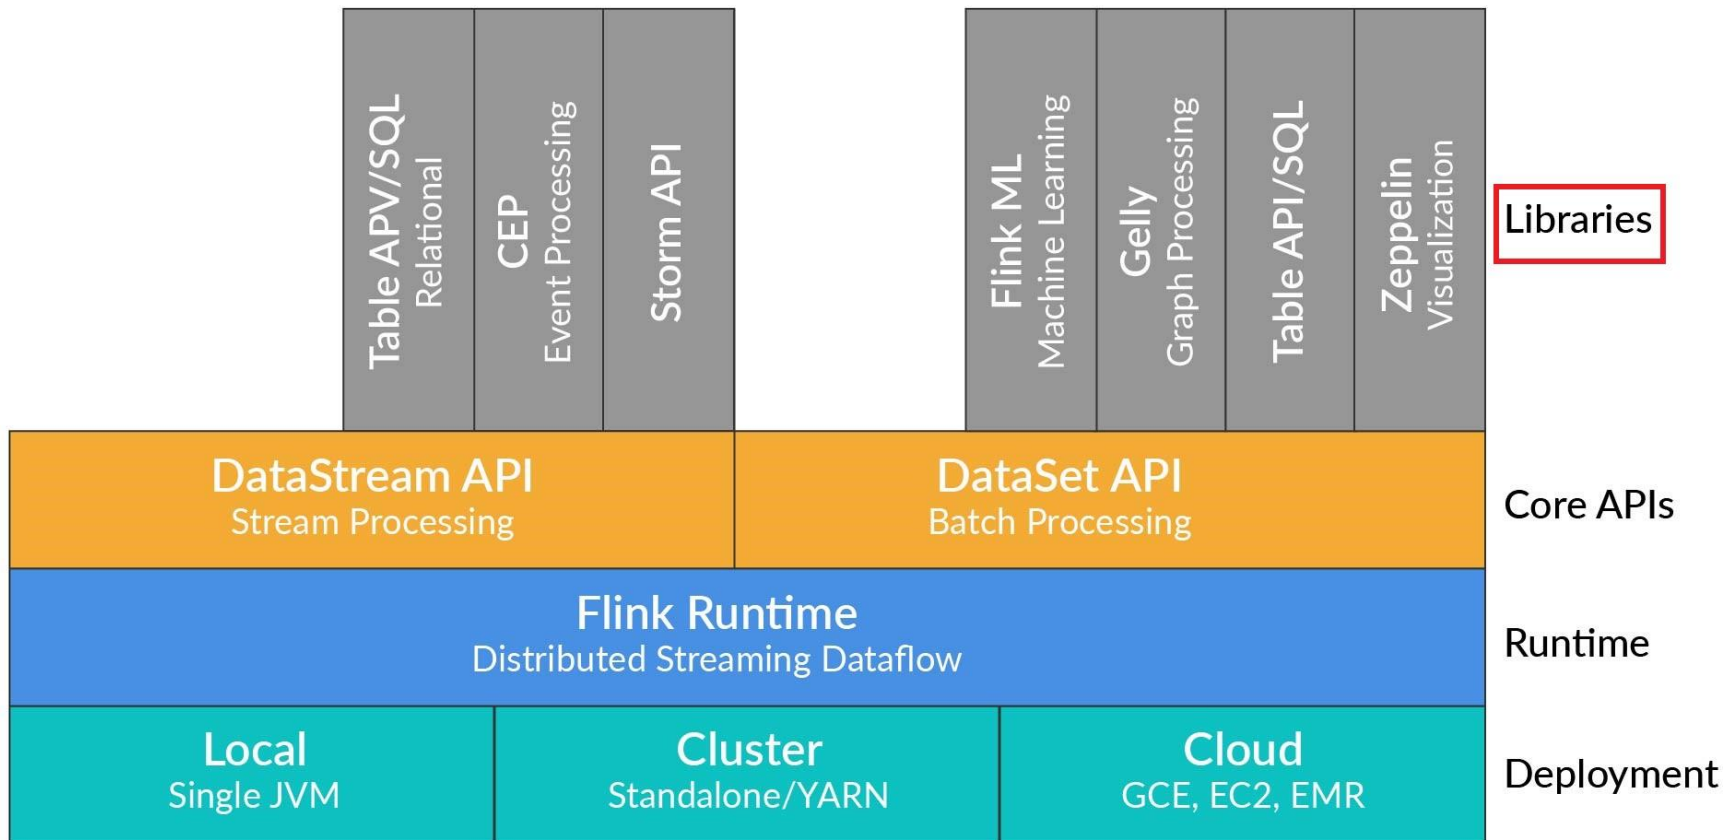 Table APV/SQL
Relational
CEP
Event Processing
Storm API
Flink ML
Machine Learning
Gelly
Graph Processing
Table API/SQL
Zeppelin
Visualization
Libraries
DataStream API
Stream Processing
DataSet API
Batch Processing
Core APIs
Flink Runtime
Distributed Streaming Dataflow
Runtime
Local
Single JVM
Cluster
Standalone/YARN
Cloud
GCE, EC2, EMR
Deployment